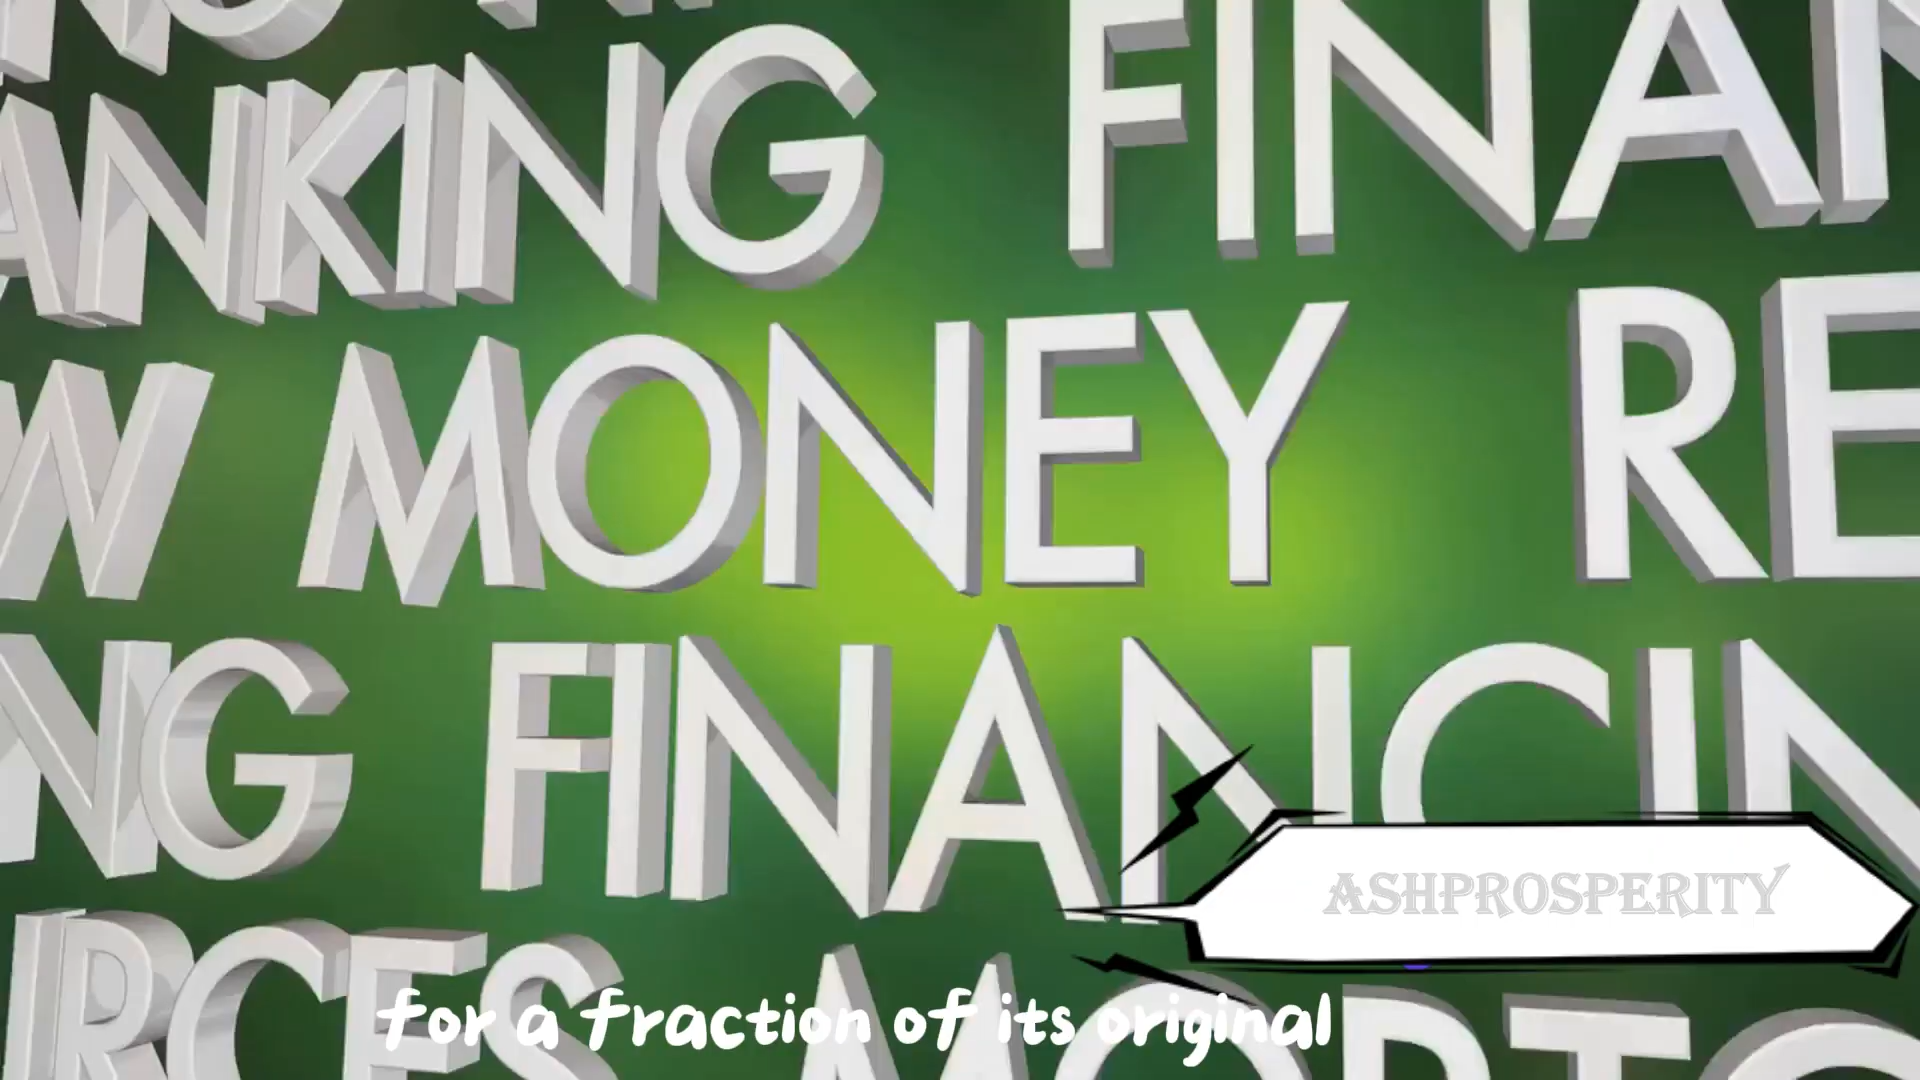 ANKING FINAN
W MONEY RE
NG FINANCIN
ASHPROSPERITY
RCES MORTG
for a fraction of its original